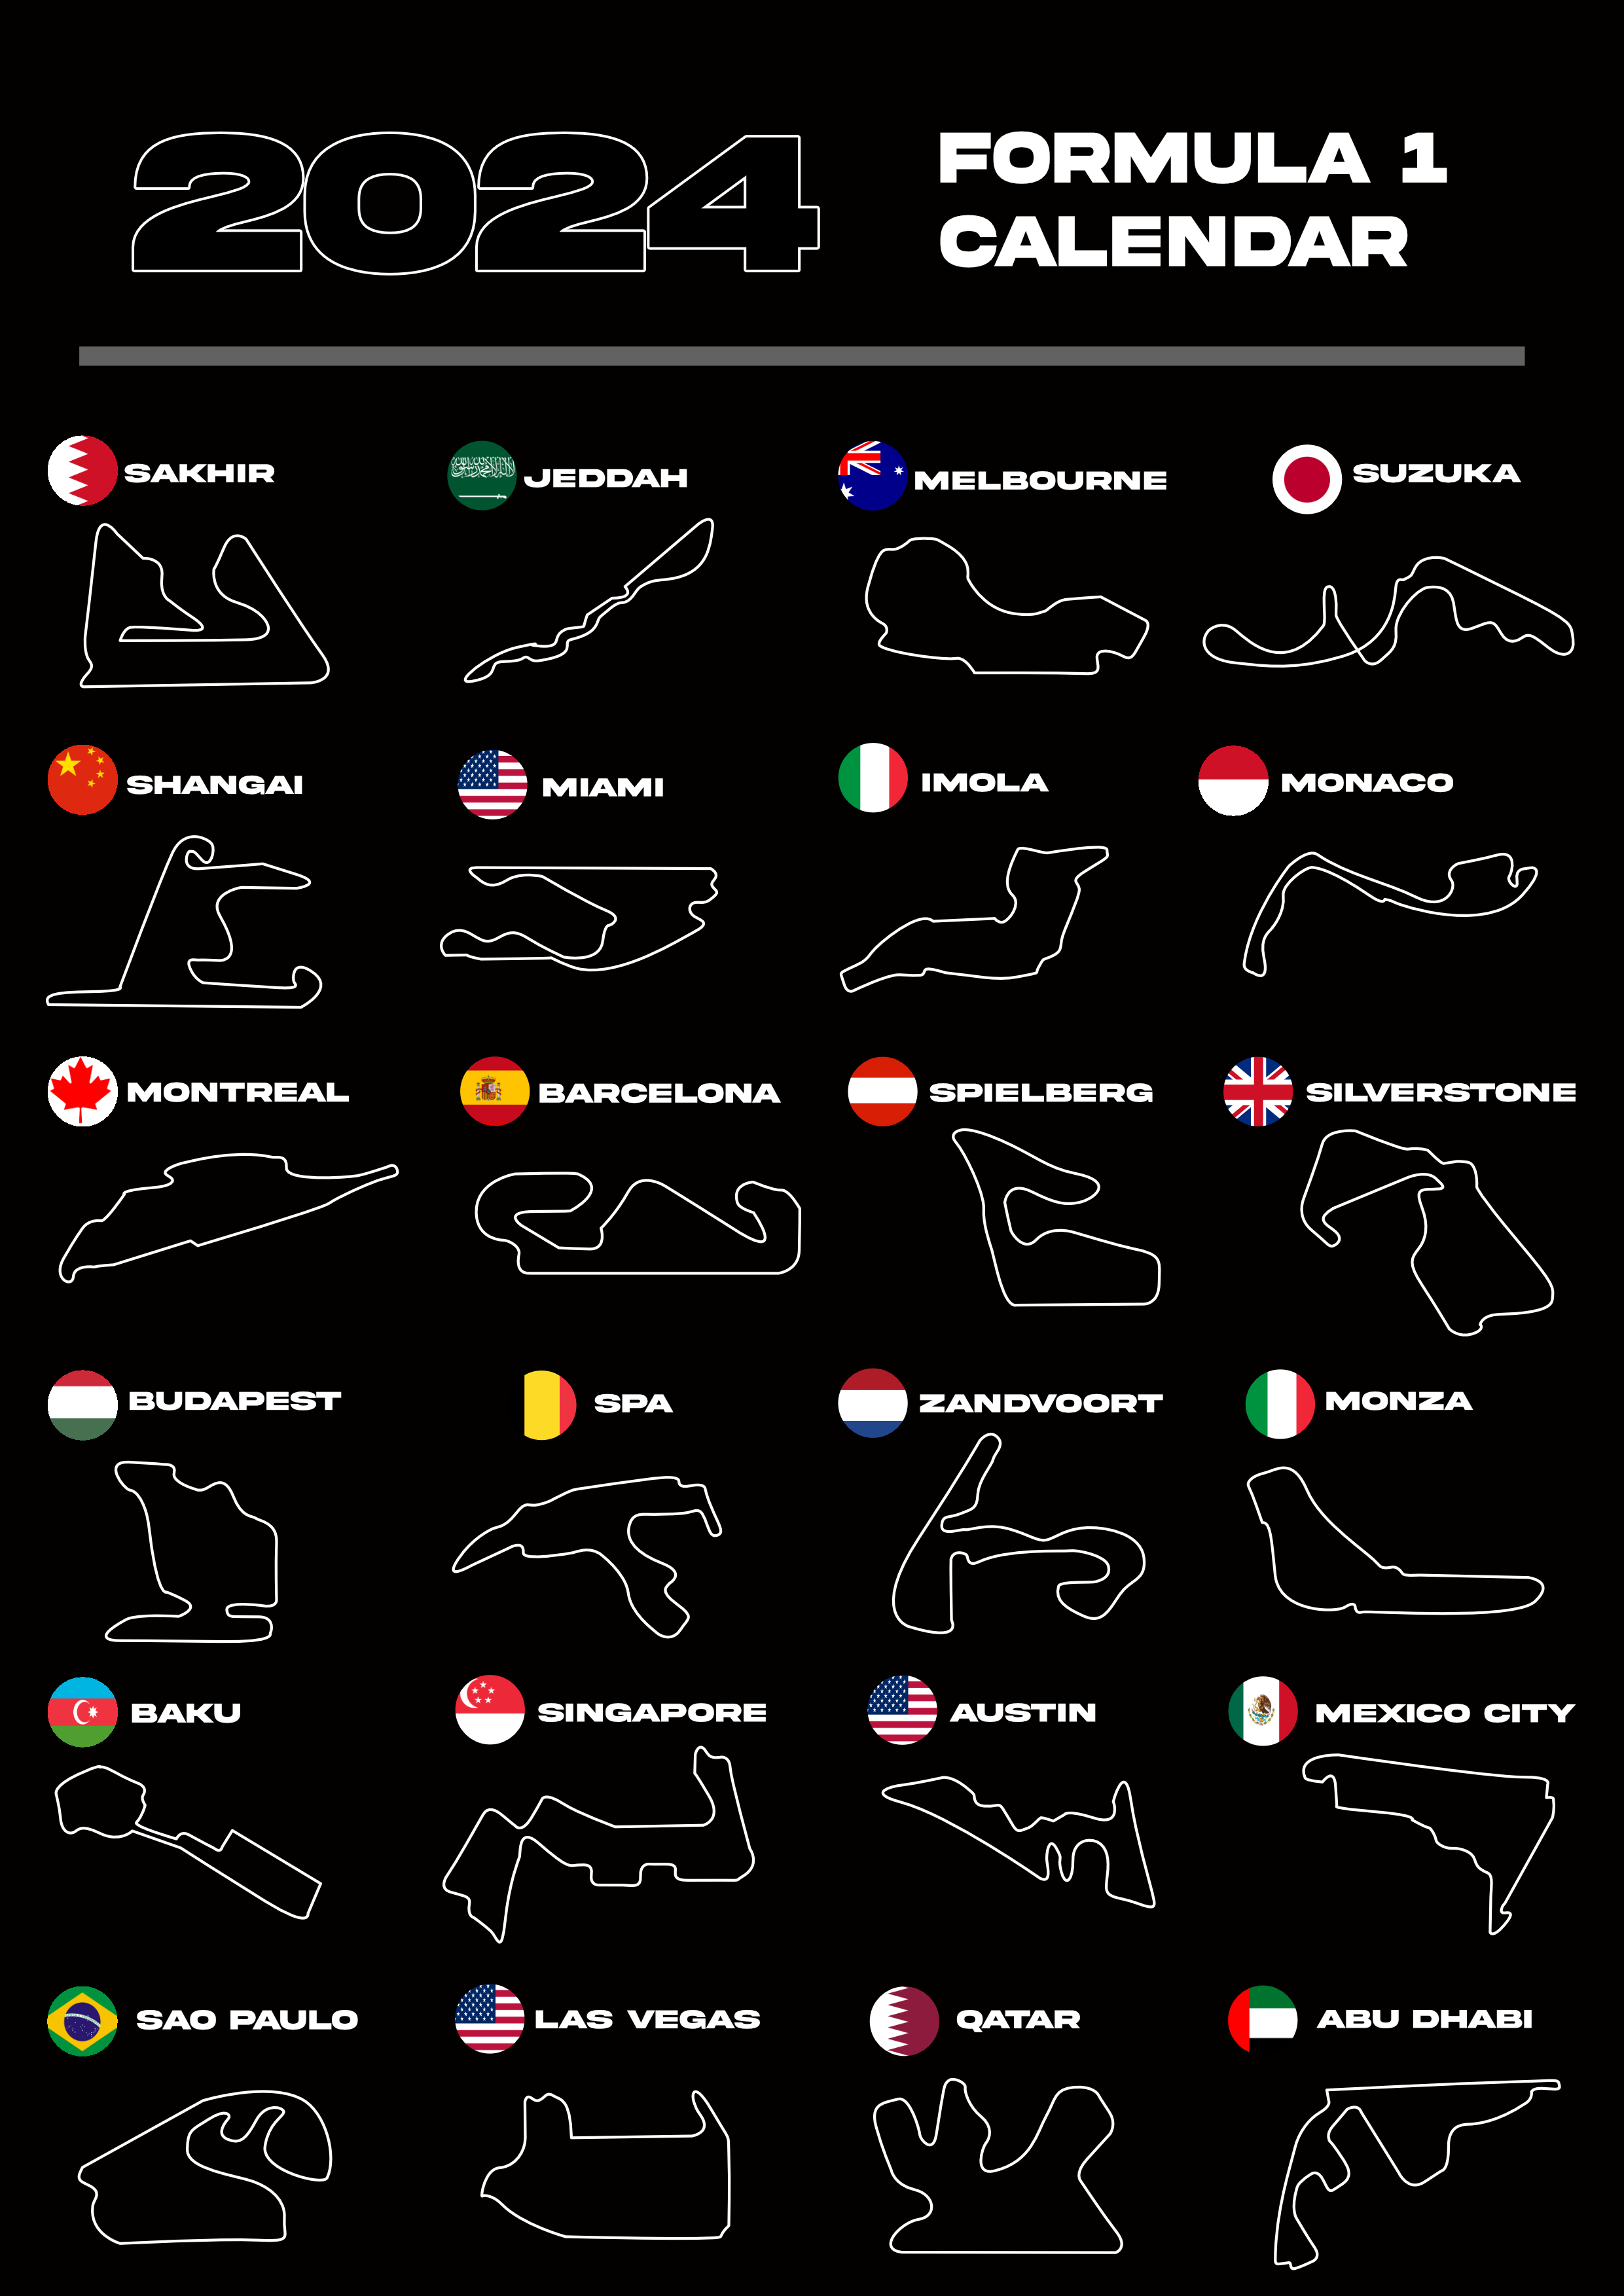 2024
FORMULA 1
CALENDAR
SAKHIR
JEDDAH
MELBOURNE
SUZUKA
SHANGAI
MIAMI
IMOLA
MONACO
MONTREAL
BARCELONA
SPIELBERG
SILVERSTONE
BUDAPEST
SPA
ZANDVOORT
MONZA
BAKU
SINGAPORE
AUSTIN
MEXICO CITY
SAO PAULO
LAS VEGAS
QATAR
ABU DHABI